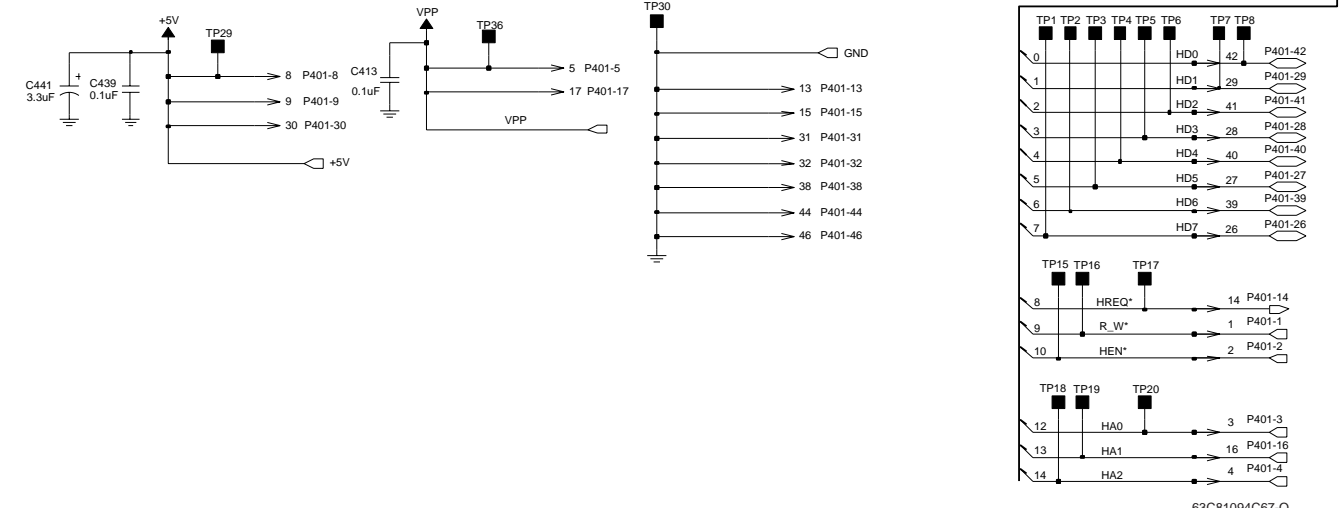 +5V
TP29
C441
3.3uF
+
C439
0.1uF
8 P401-8
9 P401-9
30 P401-30
+5V
VPP
TP36
C413
0.1uF
5 P401-5
17 P401-17
VPP
TP30
GND
13 P401-13
15 P401-15
31 P401-31
32 P401-32
38 P401-38
44 P401-44
46 P401-46
TP1 TP2 TP3 TP4 TP5 TP6 TP7 TP8
0 HD0 42 P401-42
1 HD1 29 P401-29
2 HD2 41 P401-41
3 HD3 28 P401-28
4 HD4 40 P401-40
5 HD5 27 P401-27
6 HD6 39 P401-39
7 HD7 26 P401-26
TP15 TP16 TP17
8 HREQ* 14 P401-14
9 R_W* 1 P401-1
10 HEN* 2 P401-2
TP18 TP19 TP20
12 HA0 3 P401-3
13 HA1 16 P401-16
14 HA2 4 P401-4
63C81094C67-O